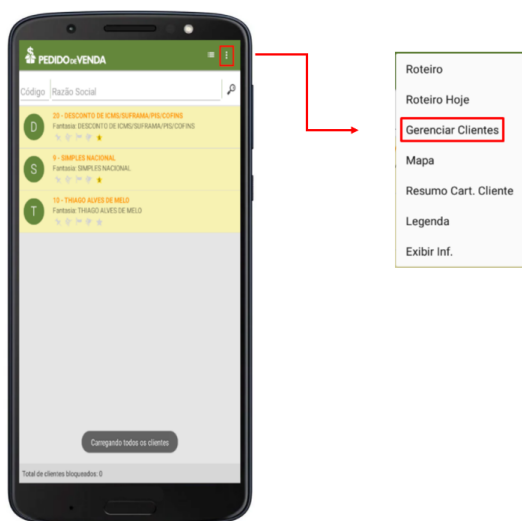 PEDIDO DE VENDA
Código Razão Social
D
20 - DESCONTO DE ICMS/SUFRAMA/PIS/COFINS
Fantasia: DESCONTO DE ICMS/SUFRAMA/PIS/COFINS
S
9 - SIMPLES NACIONAL
Fantasia: SIMPLES NACIONAL
T
10 - THIAGO ALVES DE MELO
Fantasia: THIAGO ALVES DE MELO
Carregando todos os clientes
Total de clientes bloqueados: 0
Roteiro
Roteiro Hoje
Gerenciar Clientes
Mapa
Resumo Cart. Cliente
Legenda
Exibir Inf.